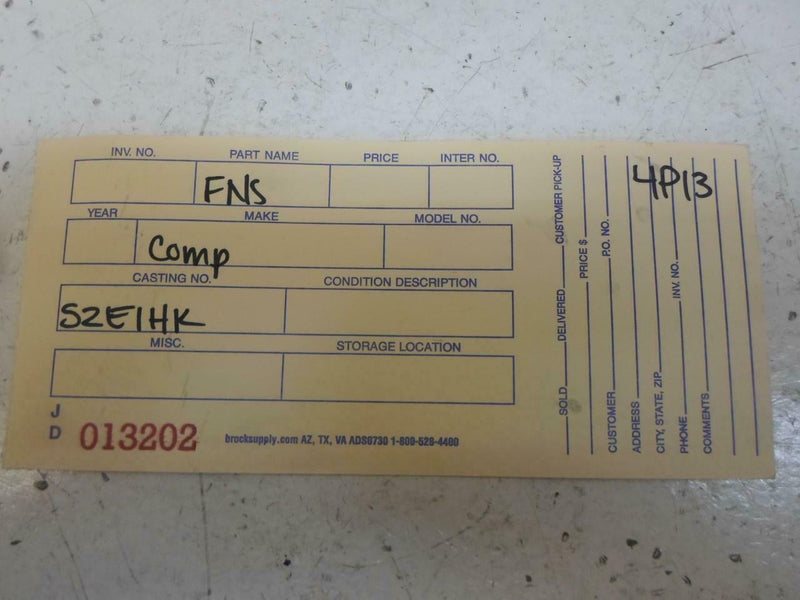 INV. NO. PART NAME PRICE INTER NO.
FNS
YEAR MAKE MODEL NO.
Comp
CASTING NO. CONDITION DESCRIPTION
S2E1HK
MISC. STORAGE LOCATION
J
D 013202
brocksupply.com AZ, TX, VA ADS6730 1-800-528-4400
SOLD DELIVERED CUSTOMER PICK-UP
PRICE $
CUSTOMER P.O. NO.
ADDRESS
CITY, STATE, ZIP
PHONE INV. NO.
COMMENTS
4P13